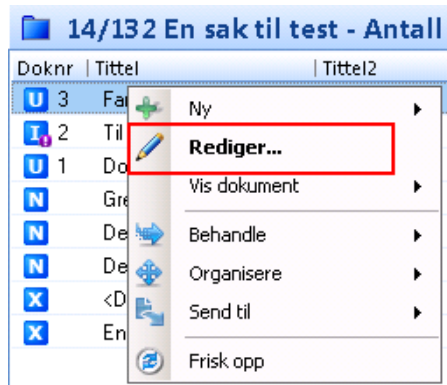 14/132 En sak til test - Antall
Doknr Tittel Tittel2
U 3 Fa
I 2 Til
U 1 Do
N Gre
N De
N De
X <D
X En
Ny
Rediger...
Vis dokument
Behandle
Organisere
Send til
Frisk opp